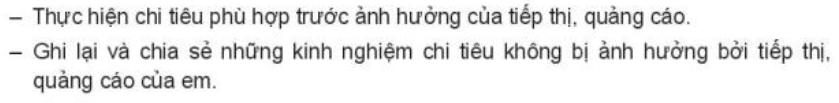 – Thực hiện chi tiêu phù hợp trước ảnh hưởng của tiếp thị, quảng cáo.
– Ghi lại và chia sẻ những kinh nghiệm chi tiêu không bị ảnh hưởng bởi tiếp thị,
quảng cáo của em.